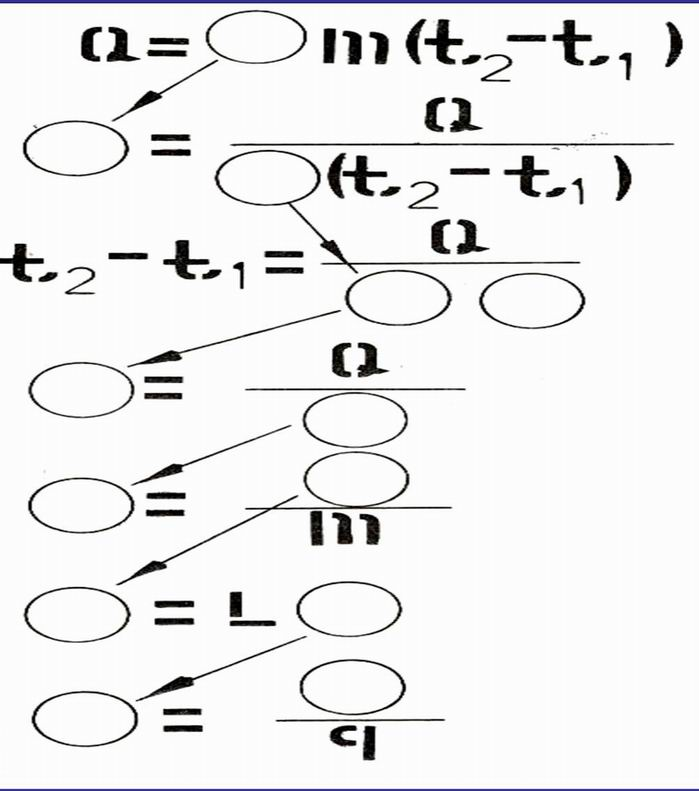 Q = ◯ m (t₂ − t₁)
Q
◯ = ◯ (t₂ − t₁)
Q
t₂ − t₁ = ◯ ◯
Q
◯ = ◯
◯
◯ = m
◯ = L ◯
◯
◯ = q